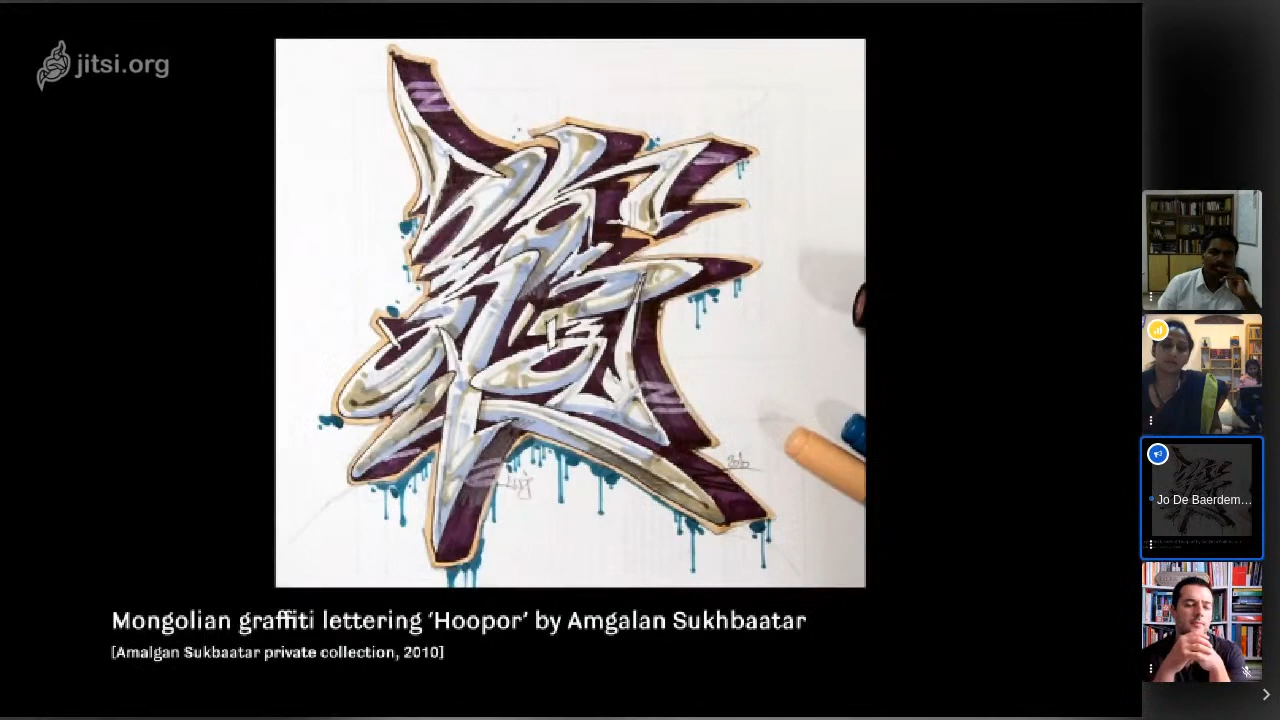 jitsi.org
Mongolian graffiti lettering ‘Hoopor’ by Amgalan Sukhbaatar
[Amalgan Sukbaatar private collection, 2010]
Jo De Baerdem...